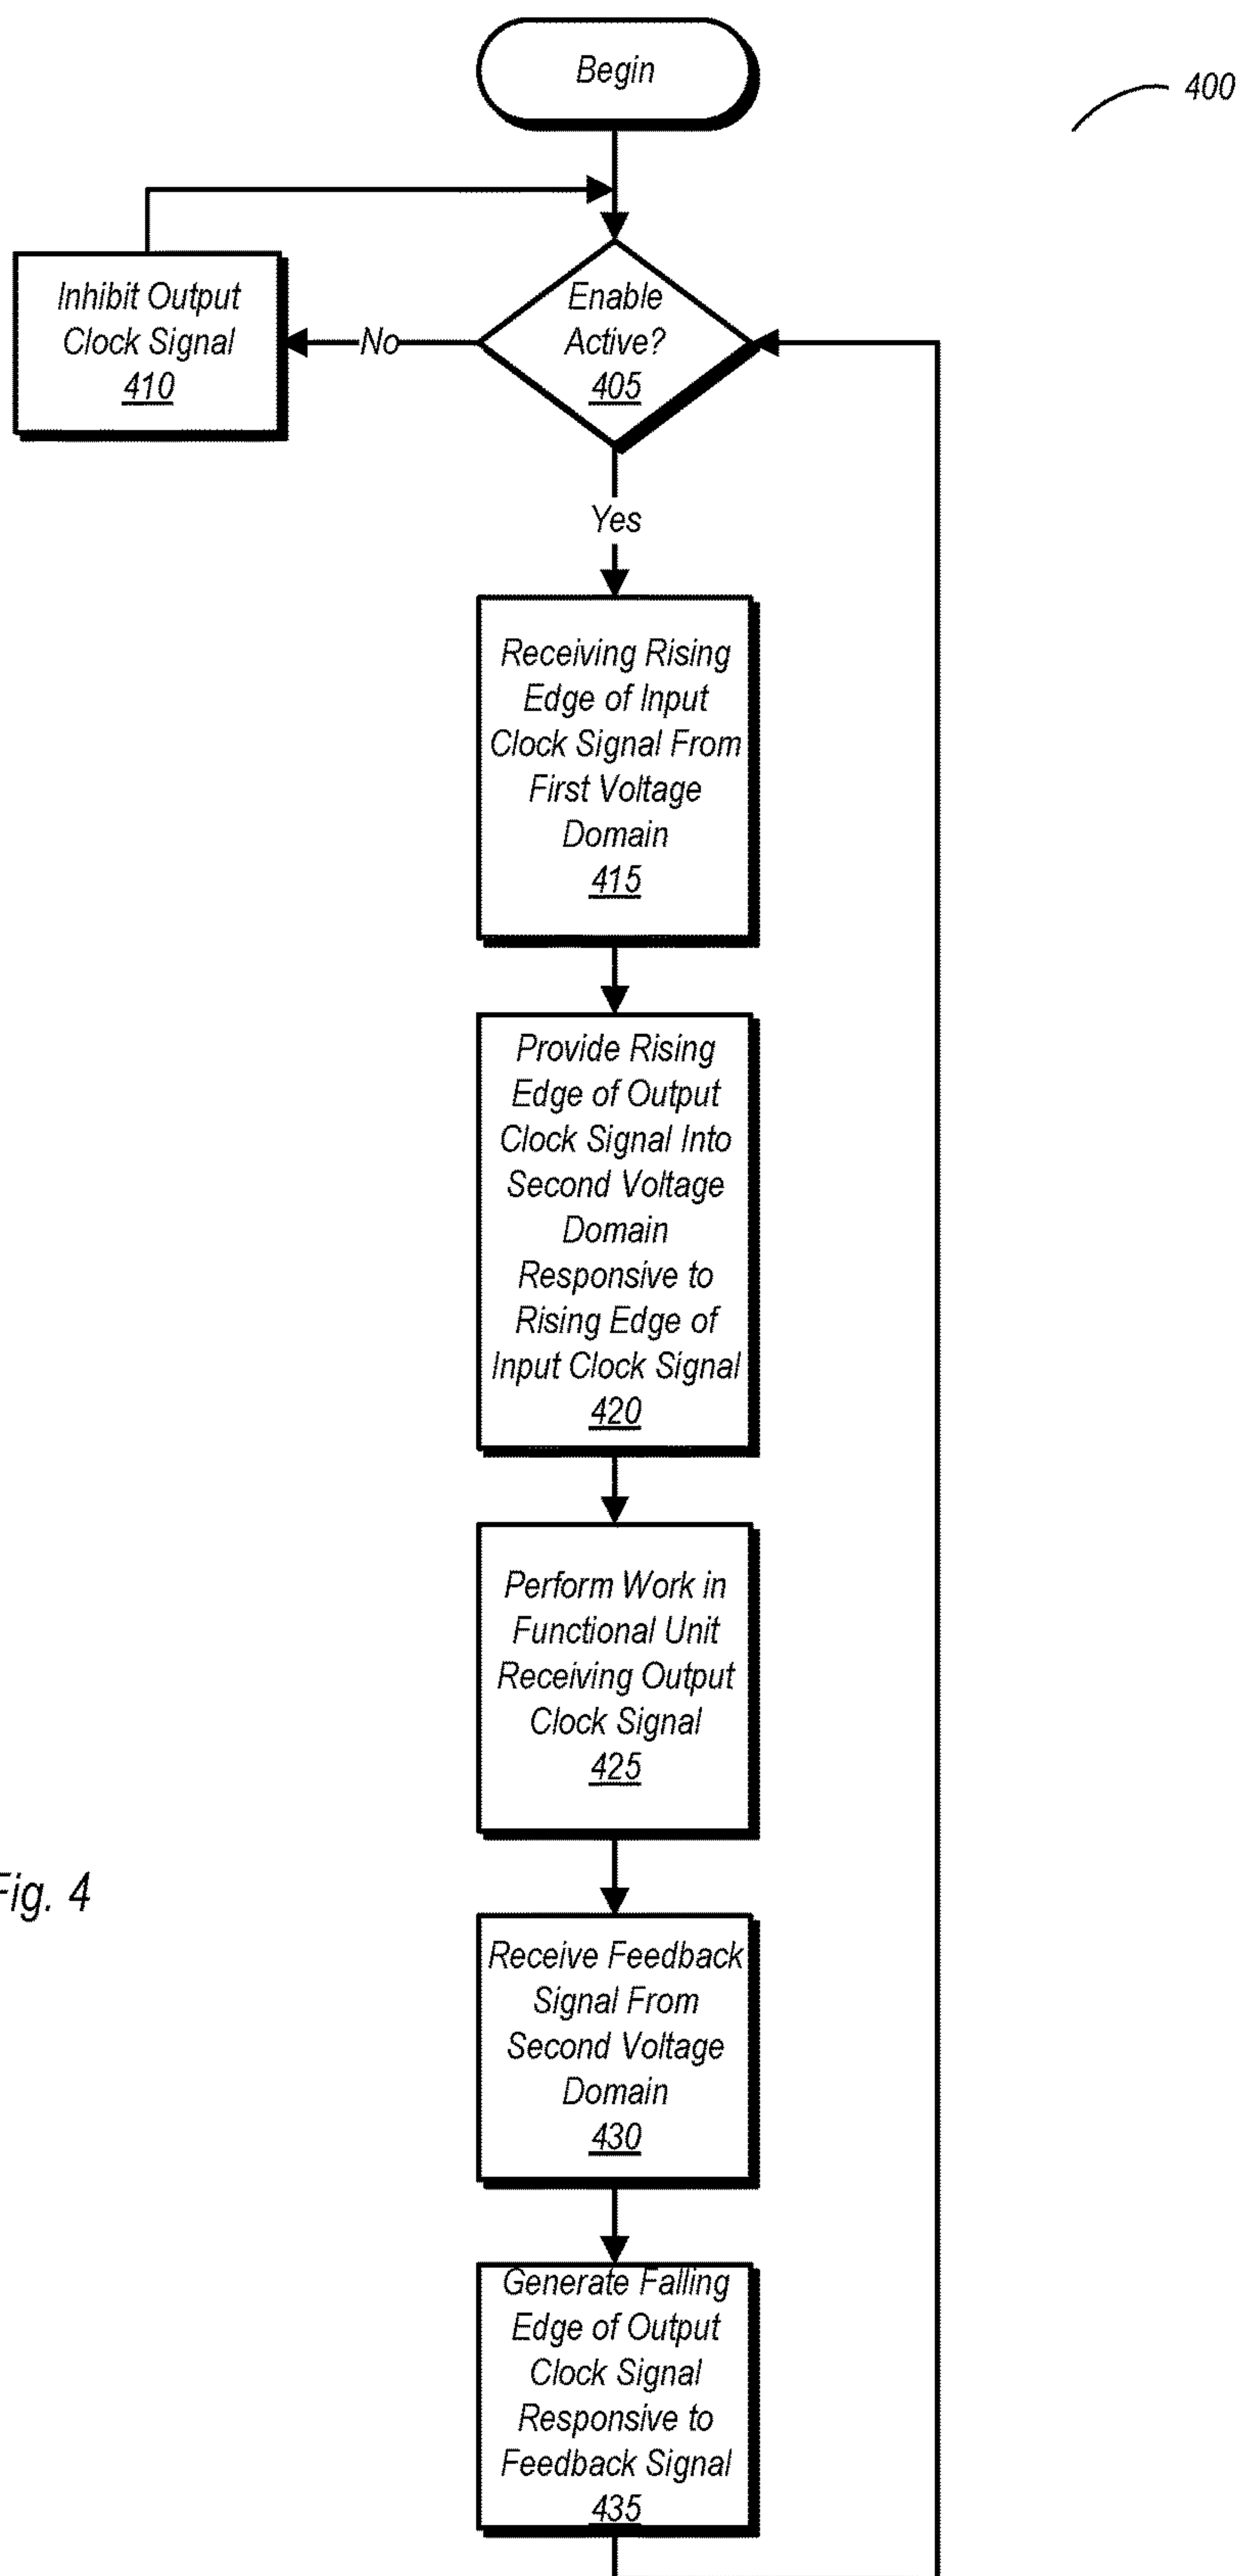 Begin
400
Inhibit Output
Clock Signal
410
No
Enable
Active?
405
Yes
Receiving Rising
Edge of Input
Clock Signal From
First Voltage
Domain
415
Provide Rising
Edge of Output
Clock Signal Into
Second Voltage
Domain
Responsive to
Rising Edge of
Input Clock Signal
420
Perform Work in
Functional Unit
Receiving Output
Clock Signal
425
Fig. 4
Receive Feedback
Signal From
Second Voltage
Domain
430
Generate Falling
Edge of Output
Clock Signal
Responsive to
Feedback Signal
435